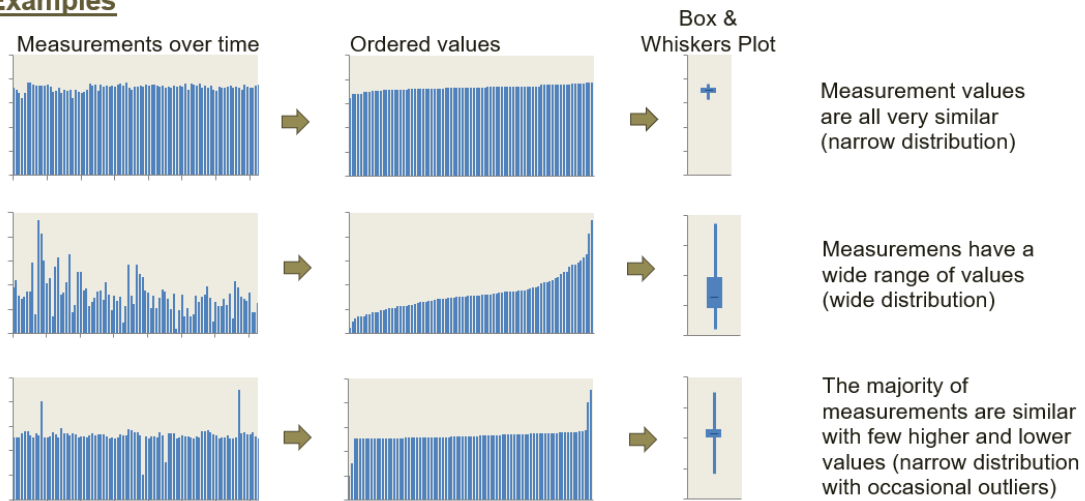 Examples
Measurements over time
Ordered values
Box &
Whiskers Plot
Measurement values
are all very similar
(narrow distribution)
Measuremens have a
wide range of values
(wide distribution)
The majority of
measurements are similar
with few higher and lower
values (narrow distribution
with occasional outliers)